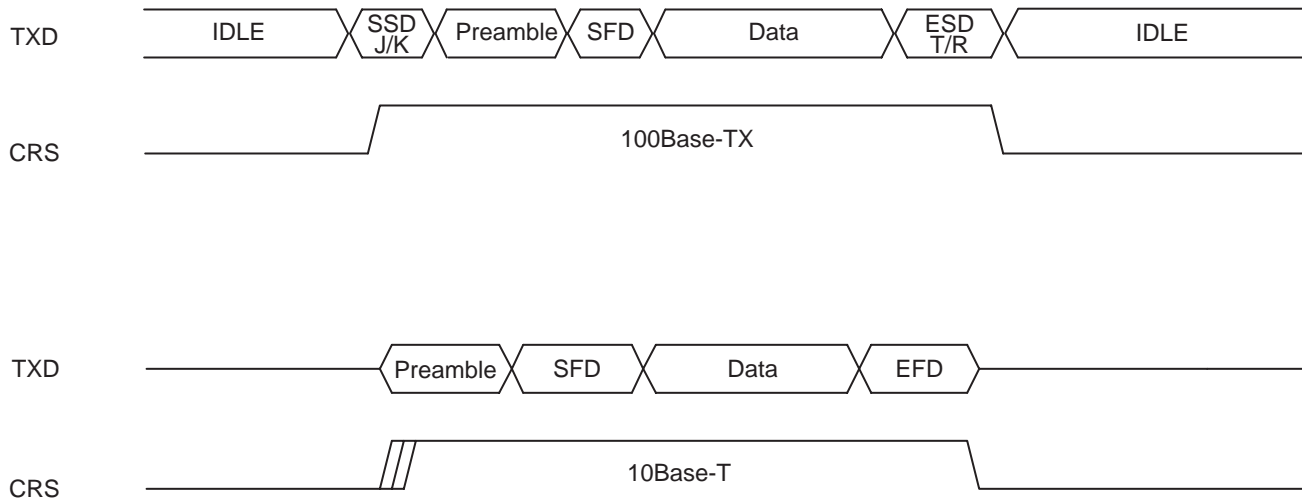 TXD IDLE SSD J/K Preamble SFD Data ESD T/R IDLE
CRS 100Base-TX
TXD Preamble SFD Data EFD
CRS 10Base-T